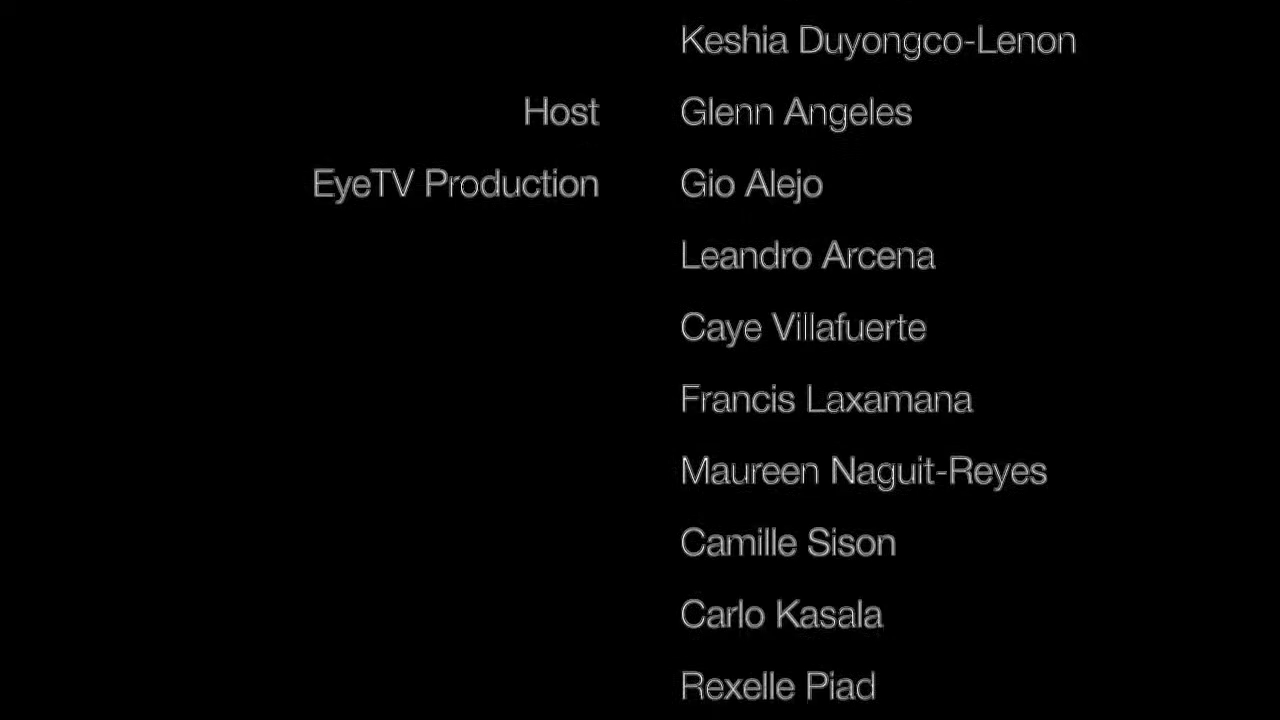 Keshia Duyongco-Lenon
Host Glenn Angeles
EyeTV Production Gio Alejo
Leandro Arcena
Caye Villafuerte
Francis Laxamana
Maureen Naguit-Reyes
Camille Sison
Carlo Kasala
Rexelle Piad